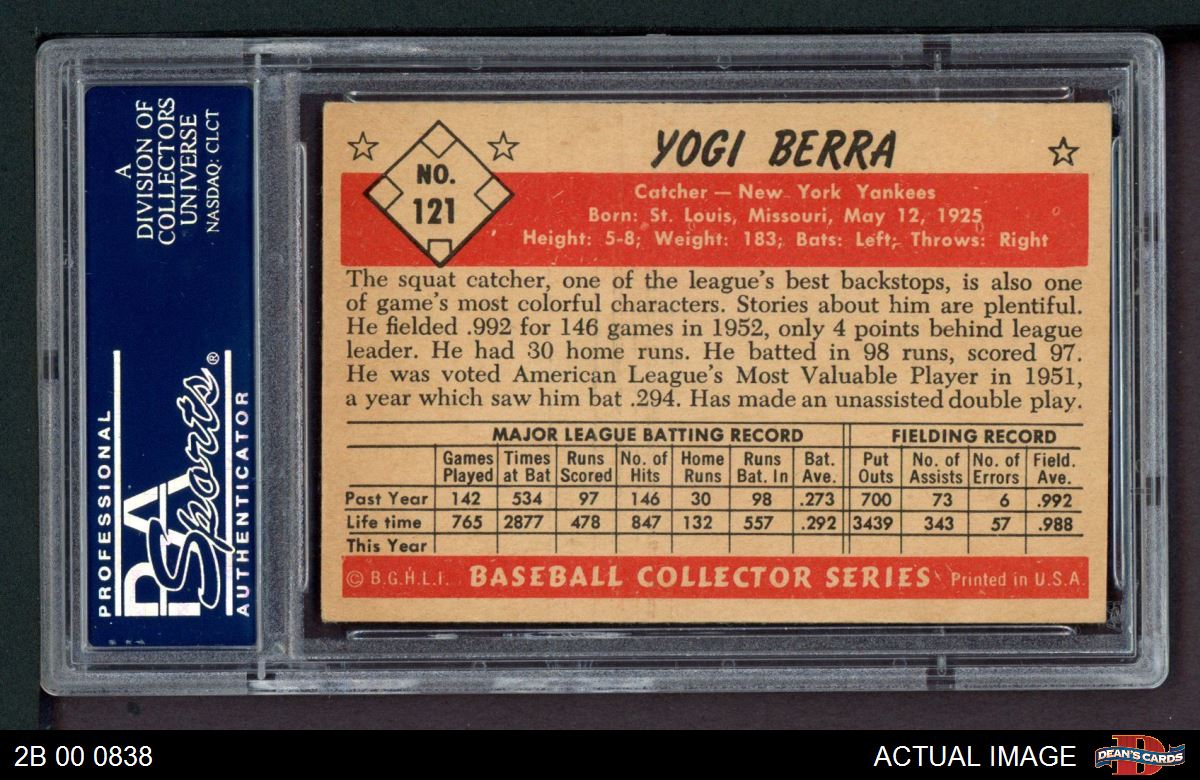 A
DIVISION OF
COLLECTORS
UNIVERSE
NASDAQ: CLCT
PROFESSIONAL
PSA
Sports®
AUTHENTICATOR
YOGI BERRA
NO.
121
Catcher — New York Yankees
Born: St. Louis, Missouri, May 12, 1925
Height: 5-8; Weight: 183; Bats: Left; Throws: Right
The squat catcher, one of the league's best backstops, is also one
of game's most colorful characters. Stories about him are plentiful.
He fielded .992 for 146 games in 1952, only 4 points behind league
leader. He had 30 home runs. He batted in 98 runs, scored 97.
He was voted American League's Most Valuable Player in 1951,
a year which saw him bat .294. Has made an unassisted double play.
MAJOR LEAGUE BATTING RECORD FIELDING RECORD
Games Times Runs No. of Home Runs Bat. Put No. of No. of Field.
Played at Bat Scored Hits Runs Bat. In Ave. Outs Assists Errors Ave.
Past Year 142 534 97 146 30 98 .273 700 73 6 .992
Life time 765 2877 478 847 132 557 .292 3439 343 57 .988
This Year
© B.G.H.L.I. BASEBALL COLLECTOR SERIES Printed in U.S.A.
2B 00 0838
ACTUAL IMAGE
DEAN'S CARDS